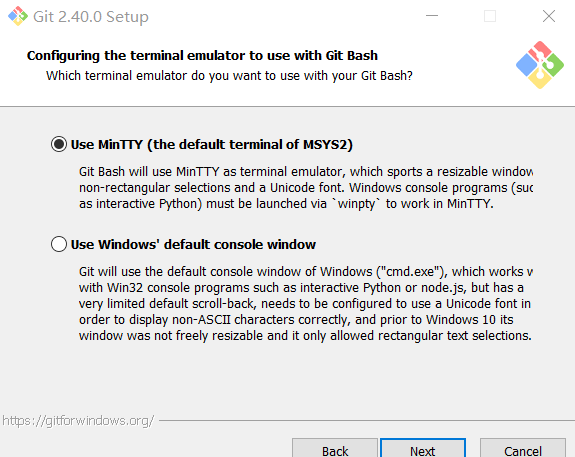 Git 2.40.0 Setup
Configuring the terminal emulator to use with Git Bash
Which terminal emulator do you want to use with your Git Bash?
Use MinTTY (the default terminal of MSYS2)
Git Bash will use MinTTY as terminal emulator, which sports a resizable window
non-rectangular selections and a Unicode font. Windows console programs (suc
as interactive Python) must be launched via `winpty` to work in MinTTY.
Use Windows' default console window
Git will use the default console window of Windows ("cmd.exe"), which works w
with Win32 console programs such as interactive Python or node.js, but has a
very limited default scroll-back, needs to be configured to use a Unicode font in
order to display non-ASCII characters correctly, and prior to Windows 10 its
window was not freely resizable and it only allowed rectangular text selections.
https://gitforwindows.org/
Back Next Cancel